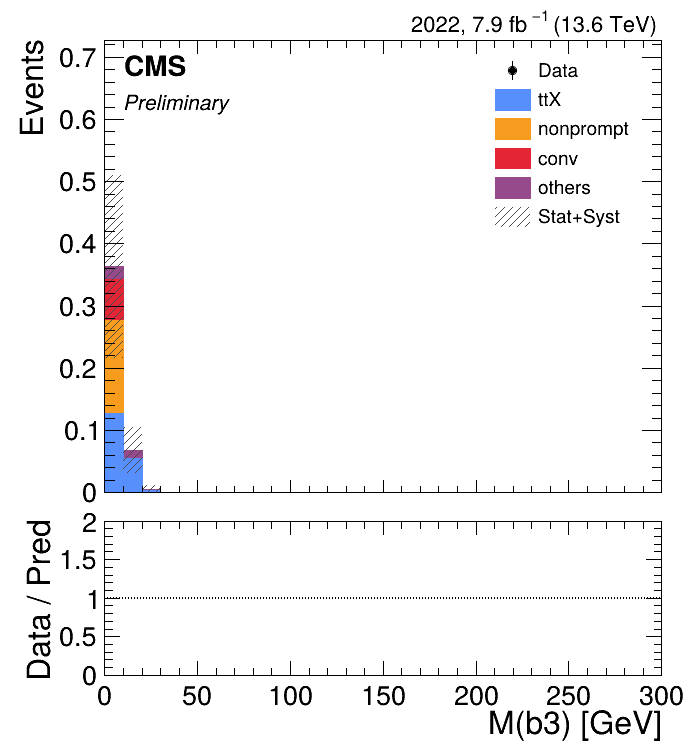 2022, 7.9 fb⁻¹ (13.6 TeV)
Events
0.7
0.6
0.5
0.4
0.3
0.2
0.1
0
CMS
Preliminary
Data
ttX
nonprompt
conv
others
Stat+Syst
Data / Pred
2
1.5
1
0.5
0
0 50 100 150 200 250 300
M(b3) [GeV]